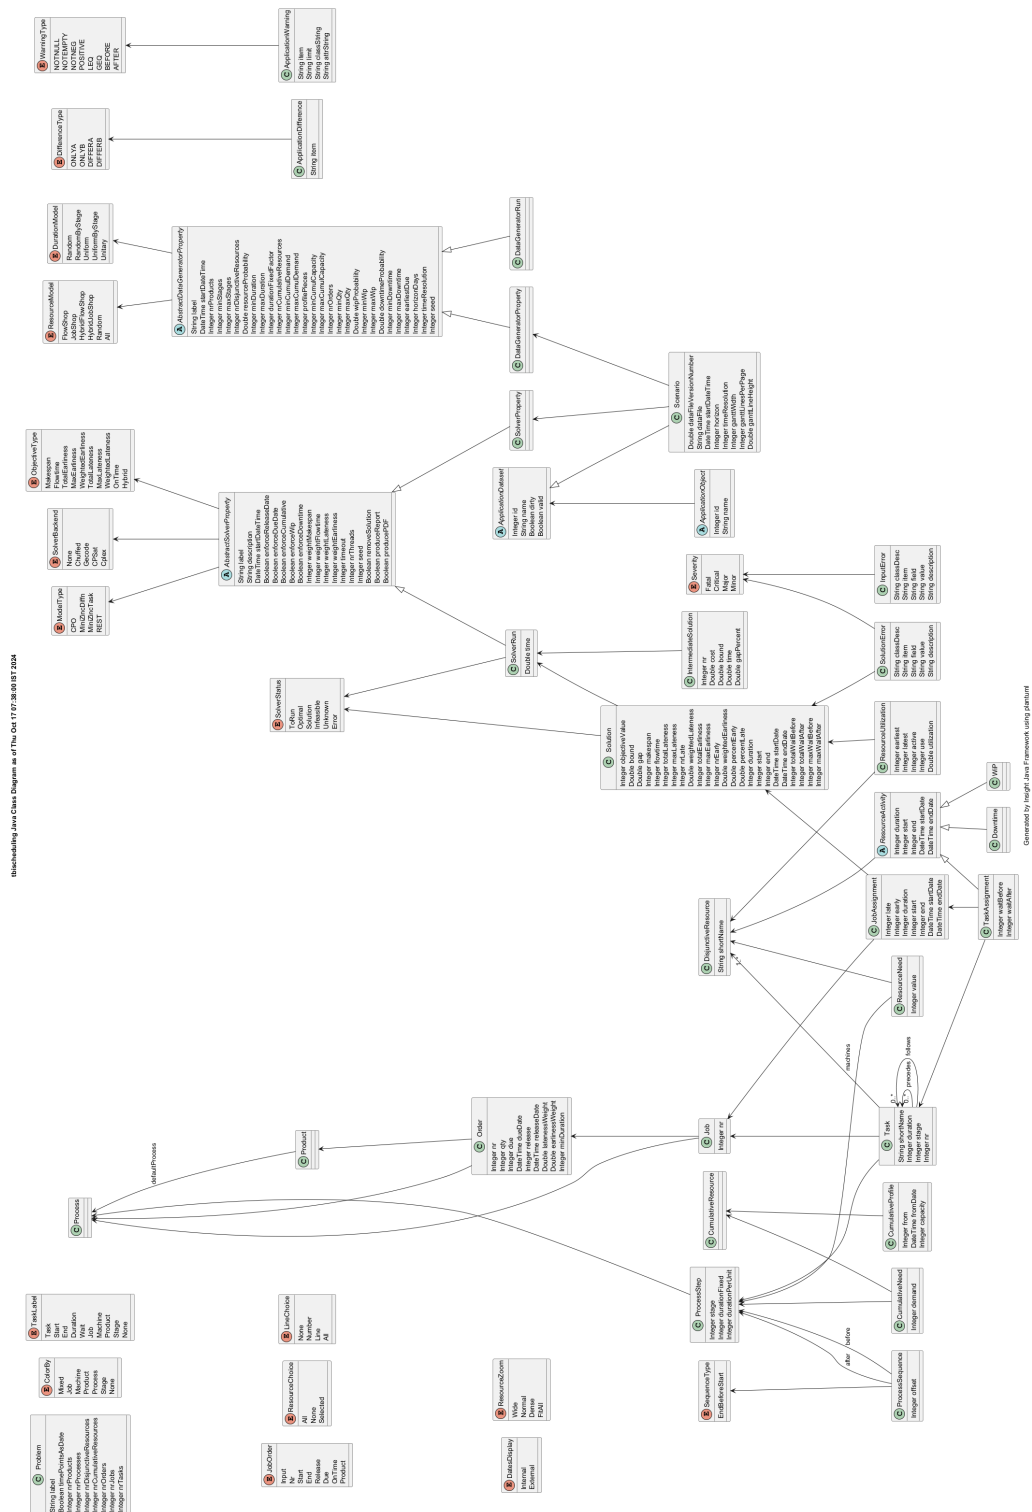 tbischeduling Java Class Diagram as of Thu Oct 17 07:38:00 IST 2024
C Problem
String label
Boolean timePointsAsDate
Integer nrProducts
Integer nrProcesses
Integer nrDisjunctiveResources
Integer nrCumulativeResources
Integer nrOrders
Integer nrJobs
Integer nrTasks
E ColorBy
Mixed
Job
Machine
Product
Process
Stage
None
E TaskLabel
Task
Start
End
Duration
Wait
Job
Machine
Product
Stage
None
C Process
defaultProcess
E ModelType
CPO
MiniZincDiffn
MiniZincTask
REST
E SolverBackend
None
Chuffed
Gecode
CPSat
Cplex
E ObjectiveType
Makespan
Flowtime
TotalEarliness
MaxEarliness
WeightedEarliness
TotalLateness
MaxLateness
WeightedLateness
OnTime
Hybrid
E ResourceModel
FlowShop
JobShop
HybridFlowShop
HybridJobShop
Random
All
E DurationModel
Random
RandomByStage
Uniform
UniformByStage
Unitary
E DifferenceType
ONLYA
ONLYB
DIFFERA
DIFFERB
E WarningType
NOTNULL
NOTEMPTY
NOTNEG
POSITIVE
LEQ
GEQ
BEFORE
AFTER
E JobOrder
Input
Nr
Start
End
Release
Due
OnTime
Product
E ResourceChoice
All
None
Selected
E LineChoice
None
Number
Line
All
C Product
E SolverStatus
ToRun
Optimal
Solution
Infeasible
Unknown
Error
A AbstractSolverProperty
String label
String description
DateTime startDateTime
Boolean enforceReleaseDate
Boolean enforceDueDate
Boolean enforceCumulative
Boolean enforceWip
Boolean enforceDowntime
Integer weightMakespan
Integer weightFlowtime
Integer weightLateness
Integer weightEarliness
Integer timeout
Integer nrThreads
Integer seed
Boolean removeSolution
Boolean produceReport
Boolean producePDF
A AbstractDataGeneratorProperty
String label
DateTime startDateTime
Integer nrProducts
Integer minStages
Integer maxStages
Integer nrDisjunctiveResources
Double resourceProbability
Integer minDuration
Integer maxDuration
Integer durationFixedFactor
Integer nrCumulativeResources
Integer minCumulDemand
Integer maxCumulDemand
Integer profilePieces
Integer minCumulCapacity
Integer maxCumulCapacity
Integer nrOrders
Integer minQty
Integer maxQty
Double wipProbability
Integer minWip
Integer maxWip
Double downtimeProbability
Integer minDowntime
Integer maxDowntime
Integer earliestDue
Integer horizonDays
Integer timeResolution
Integer seed
C ApplicationDifference
String item
C ApplicationWarning
String item
String limit
String classString
String attrString
E DatesDisplay
Internal
External
E ResourceZoom
Wide
Normal
Dense
FitAll
C Order
Integer nr
Integer qty
Integer due
DateTime dueDate
Integer release
DateTime releaseDate
Double latenessWeight
Double earlinessWeight
Integer minDuration
C SolverRun
Double time
C SolverProperty
C DataGeneratorProperty
C DataGeneratorRun
A ApplicationDataset
Integer id
String name
Boolean dirty
Boolean valid
C Solution
Integer objectiveValue
Double bound
Double gap
Integer makespan
Integer flowtime
Integer totalLateness
Integer maxLateness
Integer nrLate
Double weightedLateness
Integer totalEarliness
Integer maxEarliness
Integer nrEarly
Double weightedEarliness
Double percentEarly
Double percentLate
Integer duration
Integer start
Integer end
DateTime startDate
DateTime endDate
Integer totalWaitBefore
Integer totalWaitAfter
Integer maxWaitBefore
Integer maxWaitAfter
C IntermediateSolution
Integer nr
Double cost
Double bound
Double time
Double gapPercent
E Severity
Fatal
Critical
Major
Minor
A ApplicationObject
Integer id
String name
C Scenario
Double dataFileVersionNumber
String dataFile
DateTime startDateTime
Integer horizon
Integer timeResolution
Integer ganttWidth
Integer ganttLinesPerPage
Double ganttLineHeight
E SequenceType
EndBeforeStart
C ProcessStep
Integer stage
Integer durationFixed
Integer durationPerUnit
C CumulativeResource
C Job
Integer nr
C DisjunctiveResource
String shortName
after
before
machines
0..*
precedes
0..*
follows
C ProcessSequence
Integer offset
C CumulativeNeed
Integer demand
C CumulativeProfile
Integer from
DateTime fromDate
Integer capacity
C Task
String shortName
Integer duration
Integer stage
Integer nr
C ResourceNeed
Integer value
C JobAssignment
Integer late
Integer early
Integer duration
Integer start
Integer end
DateTime startDate
DateTime endDate
A ResourceActivity
Integer duration
Integer start
Integer end
DateTime startDate
DateTime endDate
C ResourceUtilization
Integer earliest
Integer latest
Integer active
Integer use
Double utilization
C SolutionError
String classDesc
String item
String field
String value
String description
C InputError
String classDesc
String item
String field
String value
String description
C TaskAssignment
Integer waitBefore
Integer waitAfter
C Downtime
C WiP
Generated by Insight Java Framework using plantuml